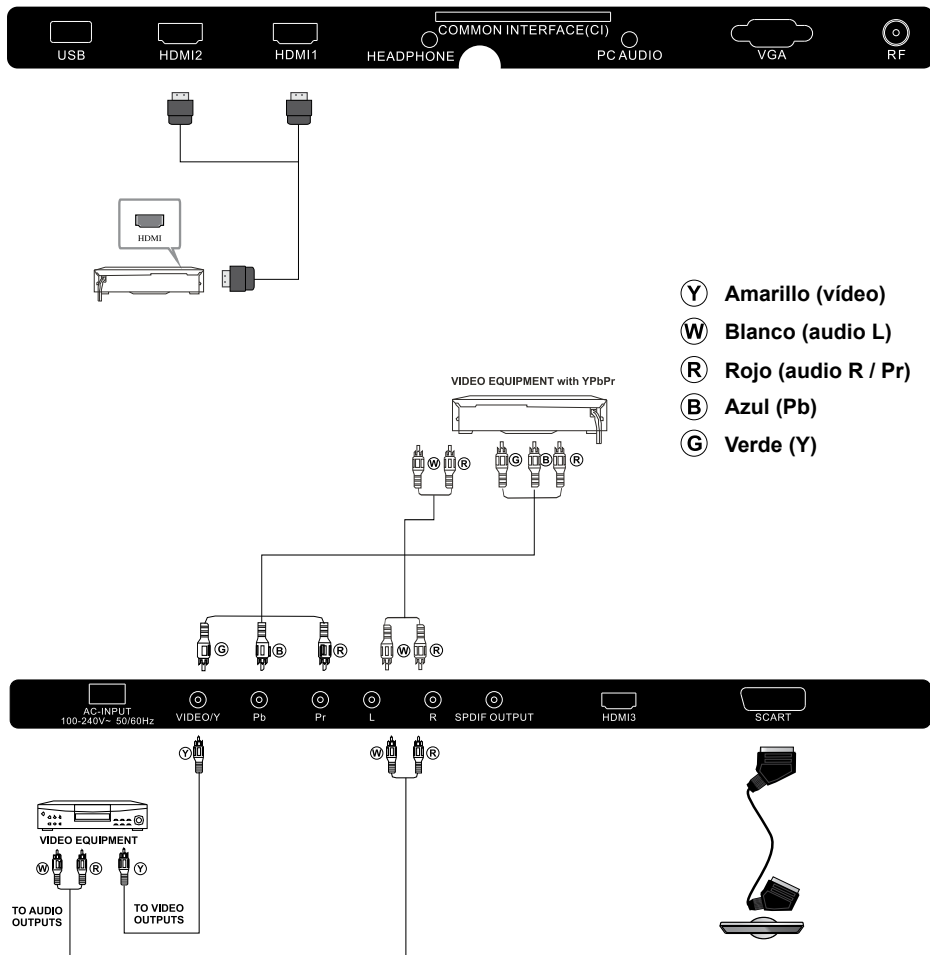 COMMON INTERFACE(CI)
USB
HDMI2
HDMI1
HEADPHONE
PC AUDIO
VGA
RF
HDMI
Y Amarillo (vídeo)
W Blanco (audio L)
R Rojo (audio R / Pr)
B Azul (Pb)
G Verde (Y)
VIDEO EQUIPMENT with YPbPr
W R G B R
G B R W R
AC-INPUT
100-240V~ 50/60Hz
VIDEO/Y
Pb
Pr
L
R
SPDIF OUTPUT
HDMI3
SCART
Y W R
VIDEO EQUIPMENT
W R Y
TO AUDIO
OUTPUTS
TO VIDEO
OUTPUTS